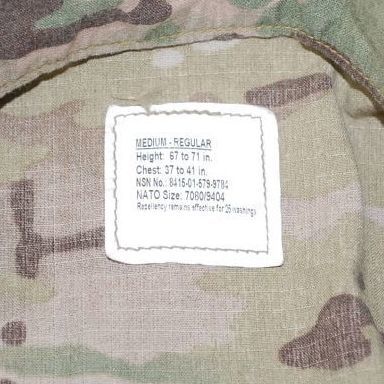 MEDIUM - REGULAR
Height: 67 to 71 in.
Chest: 37 to 41 in.
NSN No.: 8415-01-579-9784
NATO Size: 7080/9404
Repellency remains effective for 35 washings